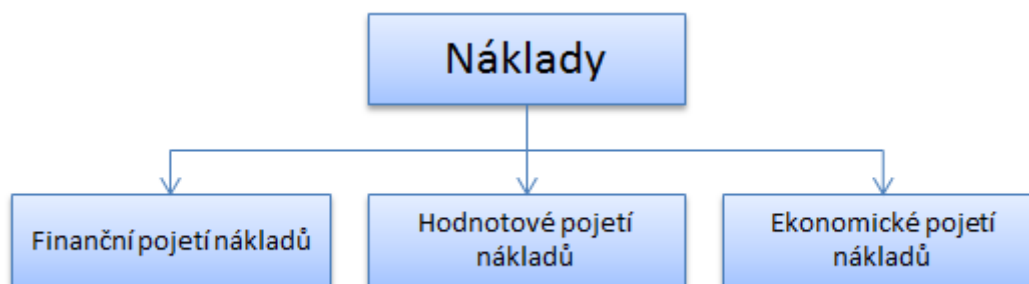 Náklady
Finanční pojetí nákladů
Hodnotové pojetí
nákladů
Ekonomické pojetí
nákladů